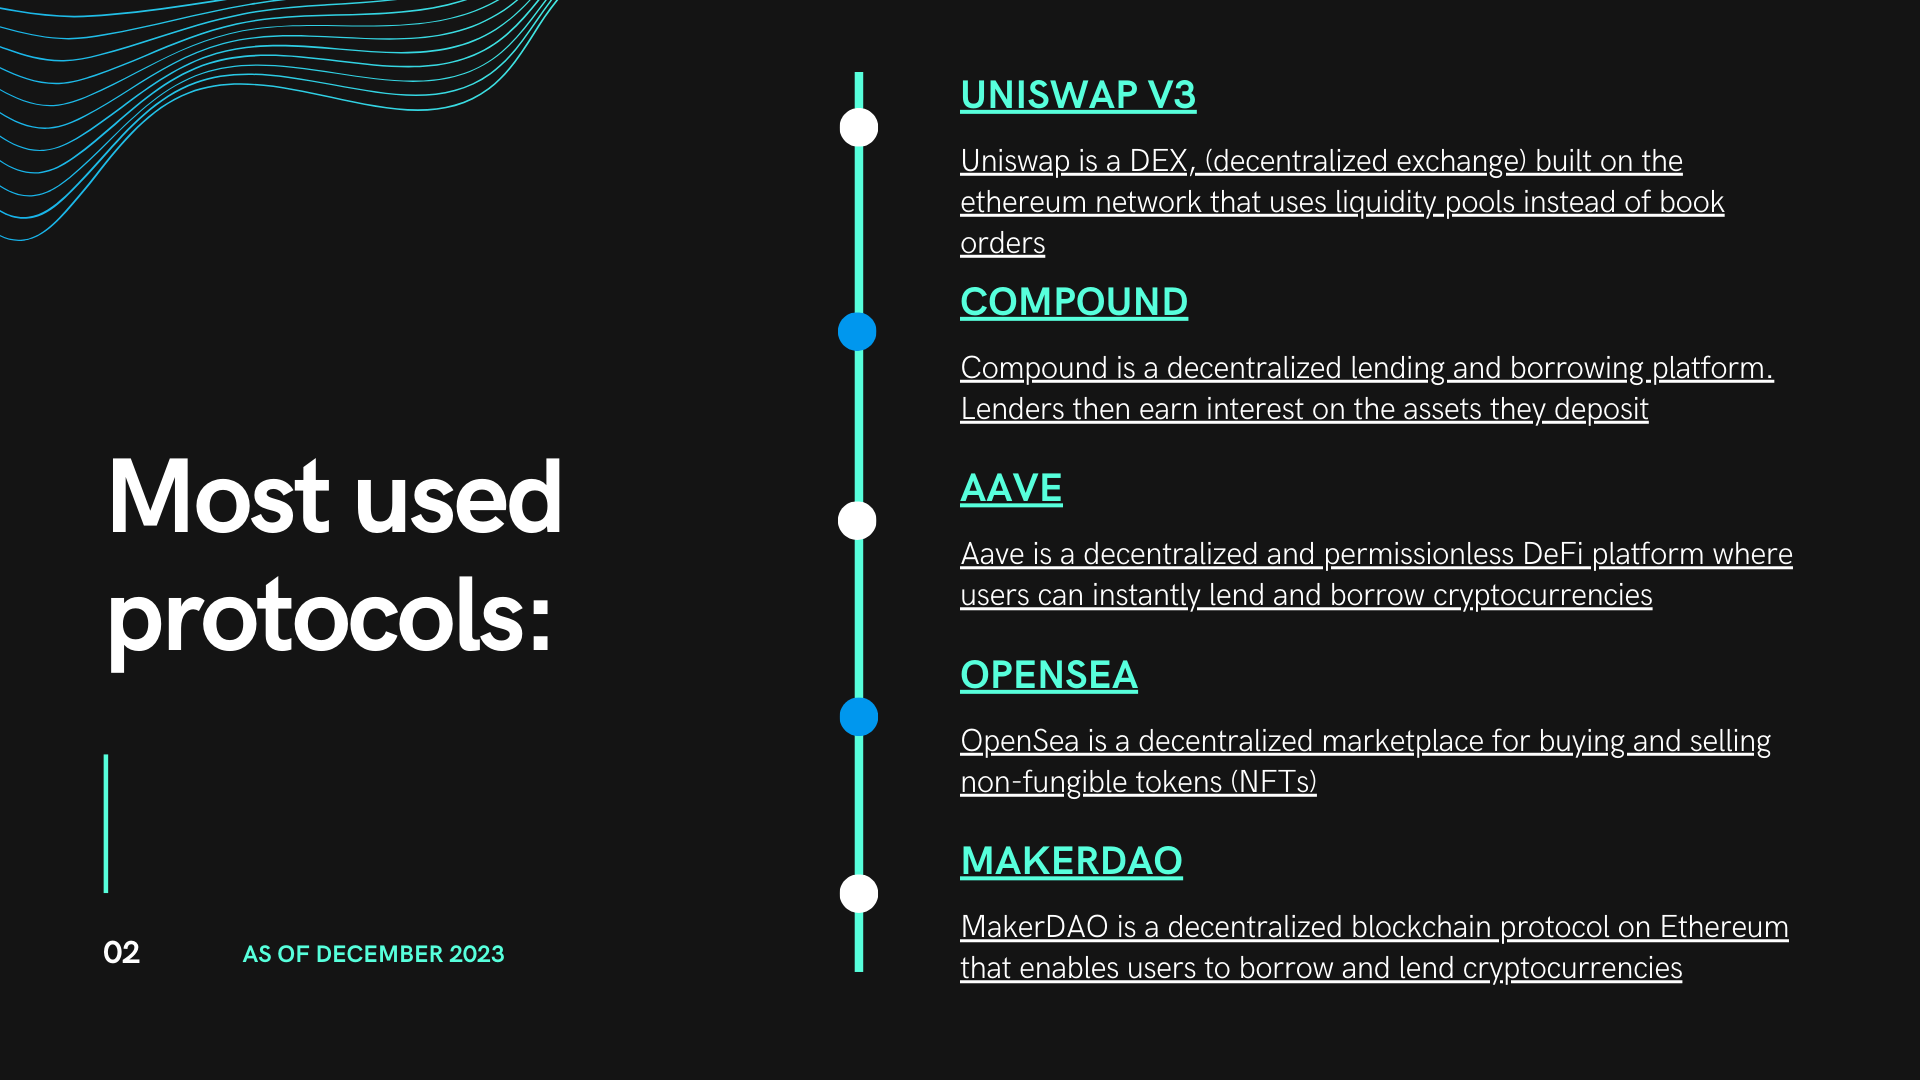 Most used
protocols:
02
AS OF DECEMBER 2023
UNISWAP V3
Uniswap is a DEX, (decentralized exchange) built on the
ethereum network that uses liquidity pools instead of book
orders
COMPOUND
Compound is a decentralized lending and borrowing platform.
Lenders then earn interest on the assets they deposit
AAVE
Aave is a decentralized and permissionless DeFi platform where
users can instantly lend and borrow cryptocurrencies
OPENSEA
OpenSea is a decentralized marketplace for buying and selling
non-fungible tokens (NFTs)
MAKERDAO
MakerDAO is a decentralized blockchain protocol on Ethereum
that enables users to borrow and lend cryptocurrencies